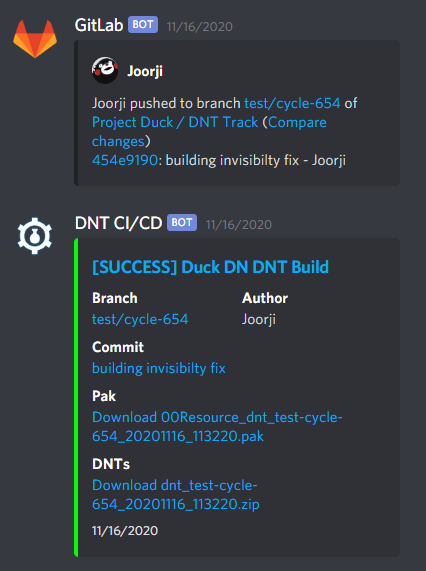 GitLab BOT 11/16/2020
Joorji
Joorji pushed to branch test/cycle-654 of
Project Duck / DNT Track (Compare
changes)
454e9190: building invisibilty fix - Joorji
DNT CI/CD BOT 11/16/2020
[SUCCESS] Duck DN DNT Build
Branch Author
test/cycle-654 Joorji
Commit
building invisibilty fix
Pak
Download 00Resource_dnt_test-cycle-
654_20201116_113220.pak
DNTs
Download dnt_test-cycle-
654_20201116_113220.zip
11/16/2020